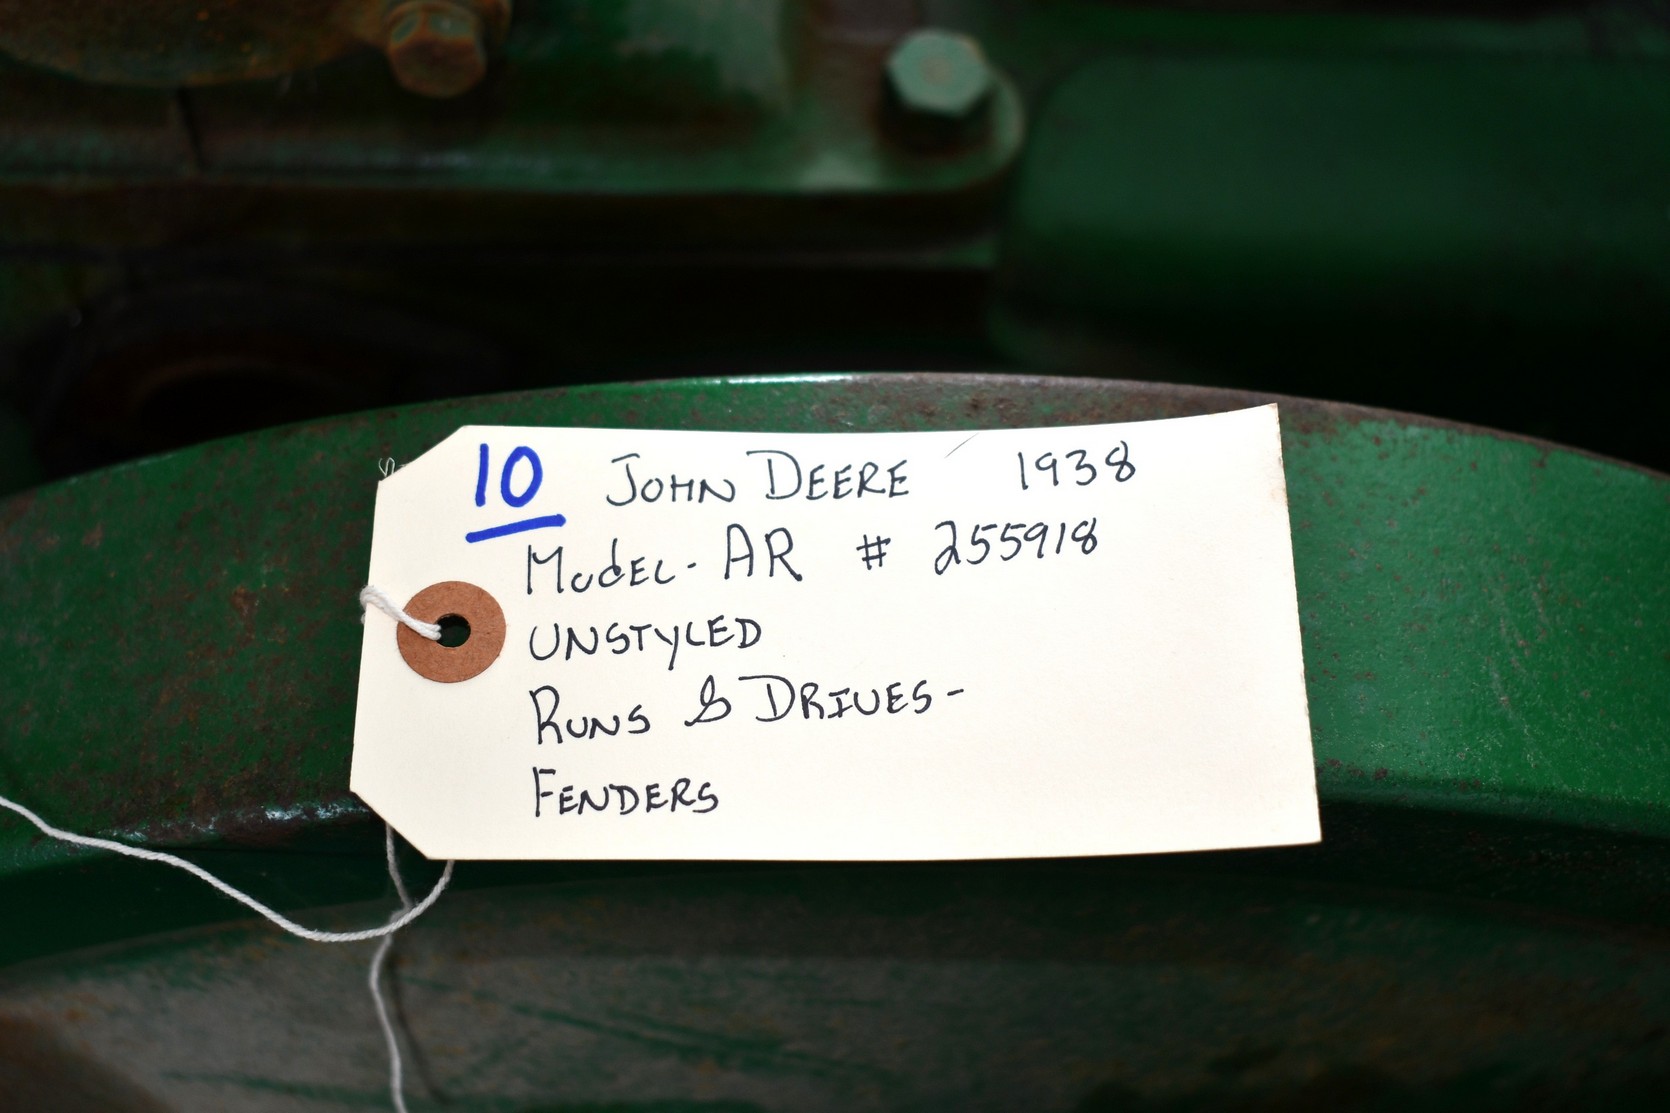 10 JOHN DEERE 1938
MODEL - AR # 255918
UNSTYLED
RUNS & DRIVES -
FENDERS